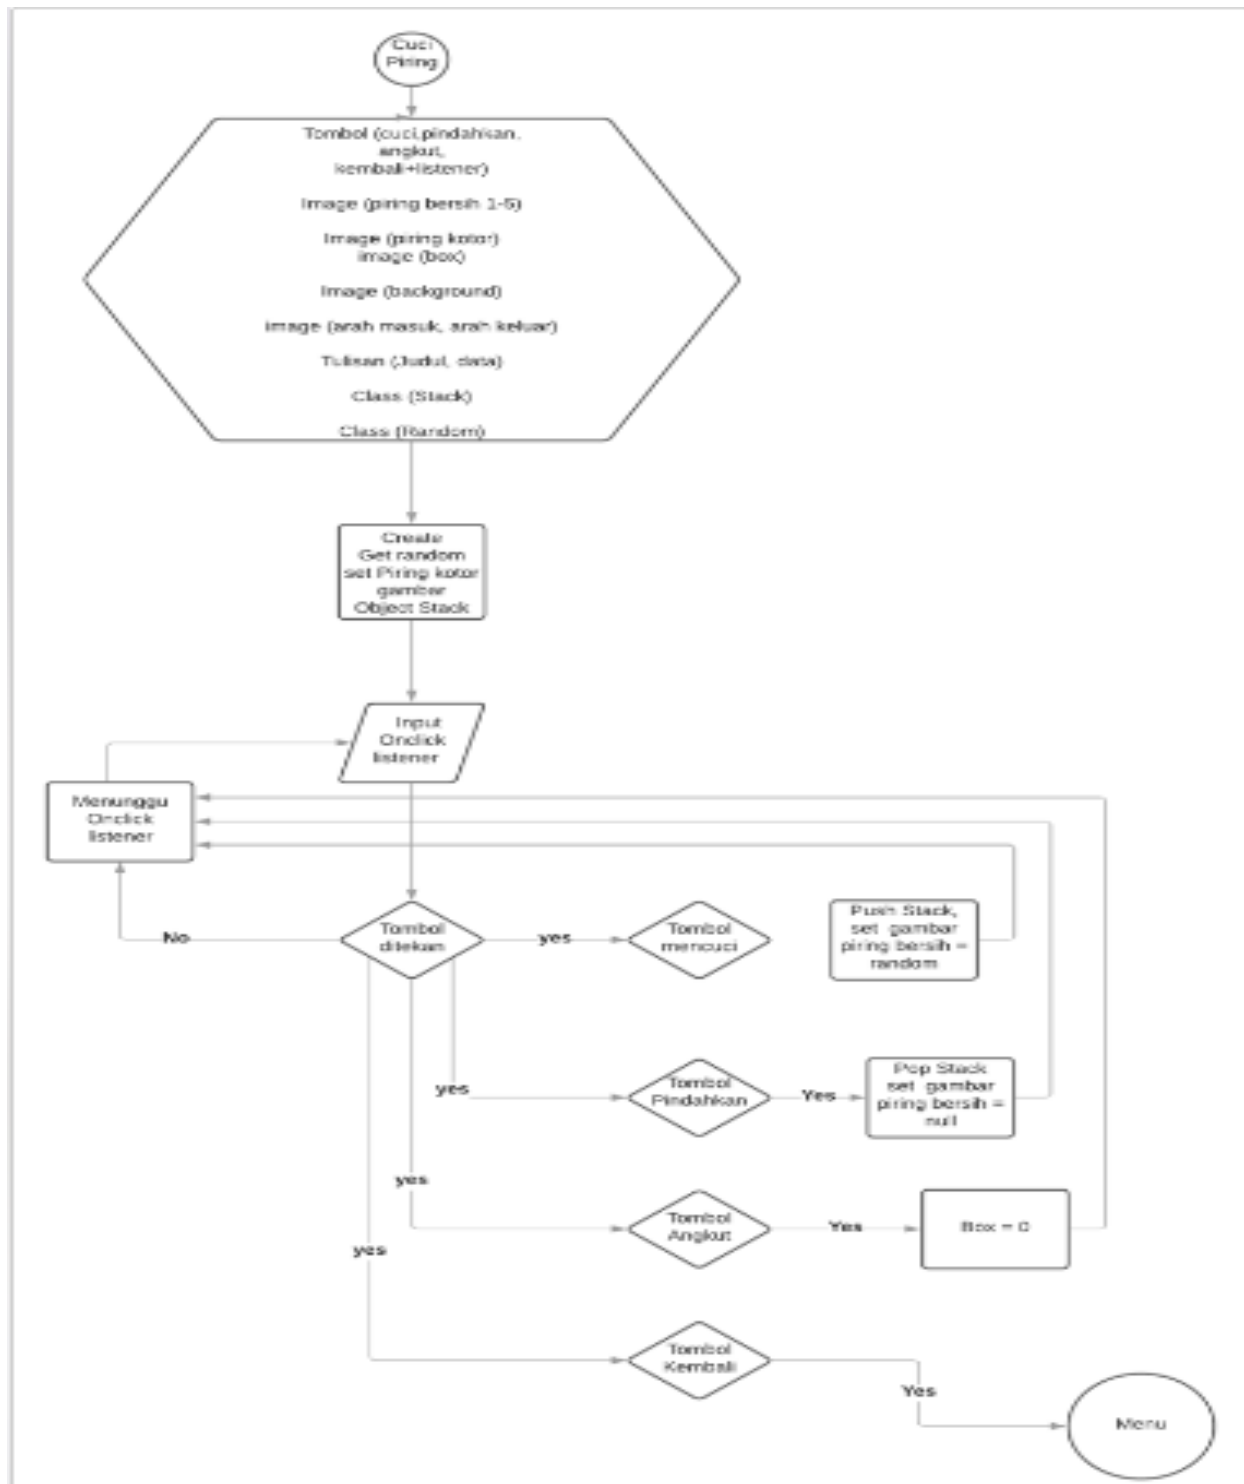 Cuci
Piring
Tombol (cuci,pindahkan,
angkut,
kembali+listener)
Image (piring bersih 1-5)
Image (piring kotor)
image (box)
Image (background)
image (arah masuk, arah keluar)
Tulisan (Judul, data)
Class (Stack)
Class (Random)
Create
Get random
set Piring kotor
gambar
Object Stack
Input
Onclick
listener
Menunggu
Onclick
listener
Tombol
ditekan
No
yes
Tombol
mencuci
Push Stack,
set gambar
piring bersih =
random
yes
Tombol
Pindahkan
Yes
Pop Stack
set gambar
piring bersih =
null
yes
Tombol
Angkut
Yes
Box = 0
yes
Tombol
Kembali
Yes
Menu